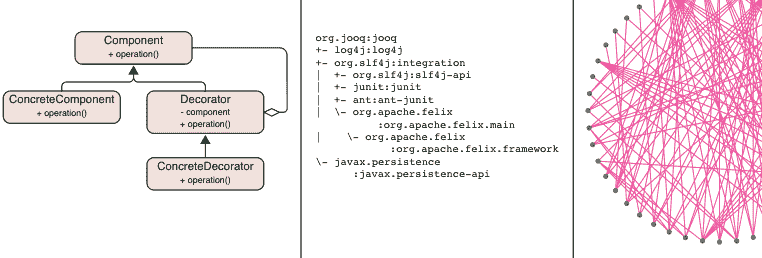 Component
+ operation()
ConcreteComponent
+ operation()
Decorator
- component
+ operation()
ConcreteDecorator
+ operation()
org.jooq:jooq
+- log4j:log4j
+- org.slf4j:integration
|  +- org.slf4j:slf4j-api
|  +- junit:junit
|  +- ant:ant-junit
|  \- org.apache.felix
:org.apache.felix.main
|    \- org.apache.felix
:org.apache.felix.framework
\- javax.persistence
:javax.persistence-api